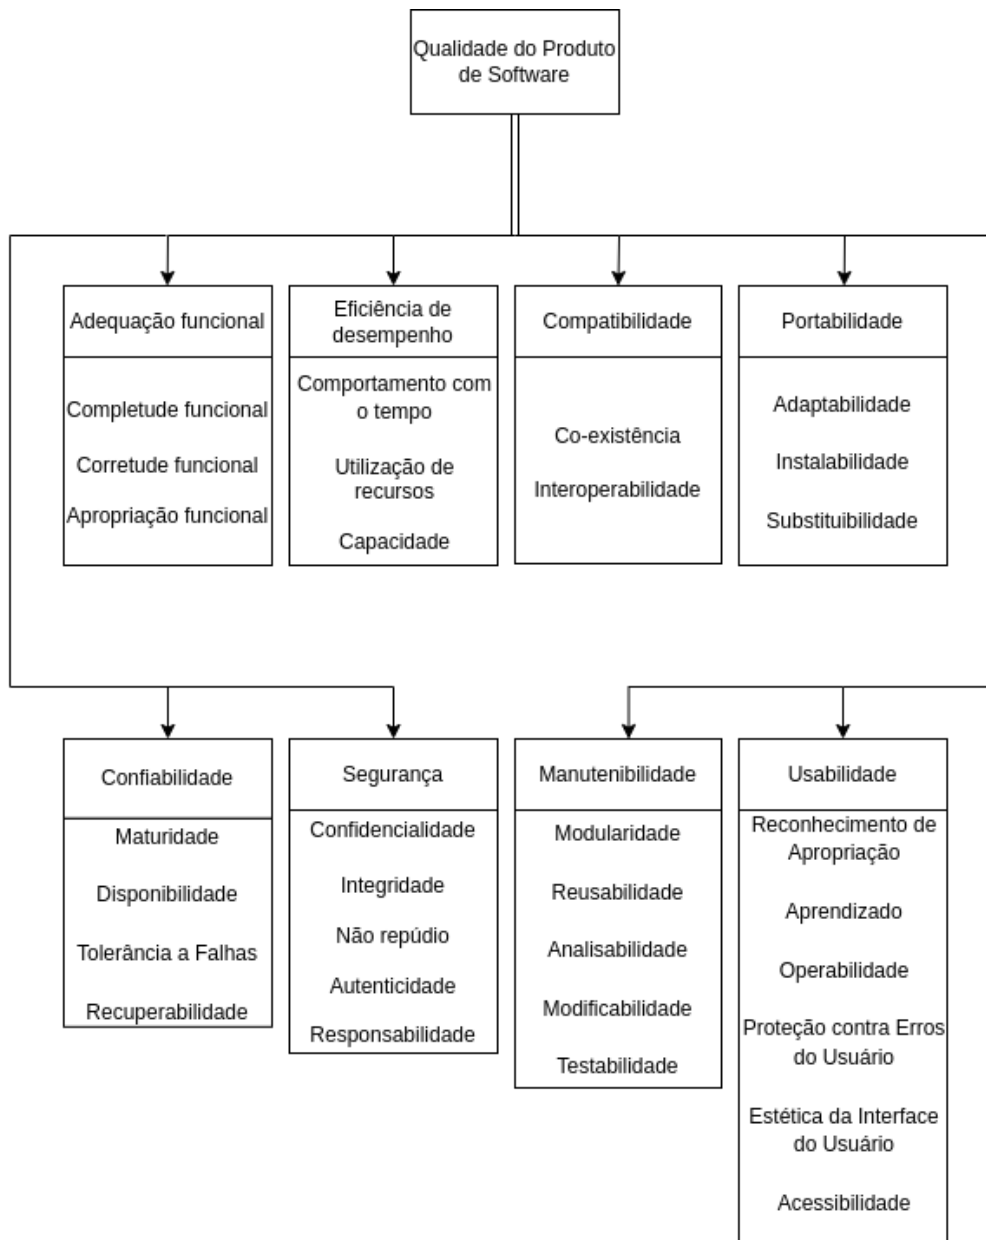 Qualidade do Produto
de Software
Adequação funcional
Completude funcional
Corretude funcional
Apropriação funcional
Eficiência de
desempenho
Comportamento com
o tempo
Utilização de
recursos
Capacidade
Compatibilidade
Co-existência
Interoperabilidade
Portabilidade
Adaptabilidade
Instalabilidade
Substituibilidade
Confiabilidade
Maturidade
Disponibilidade
Tolerância a Falhas
Recuperabilidade
Segurança
Confidencialidade
Integridade
Não repúdio
Autenticidade
Responsabilidade
Manutenibilidade
Modularidade
Reusabilidade
Analisabilidade
Modificabilidade
Testabilidade
Usabilidade
Reconhecimento de
Apropriação
Aprendizado
Operabilidade
Proteção contra Erros
do Usuário
Estética da Interface
do Usuário
Acessibilidade